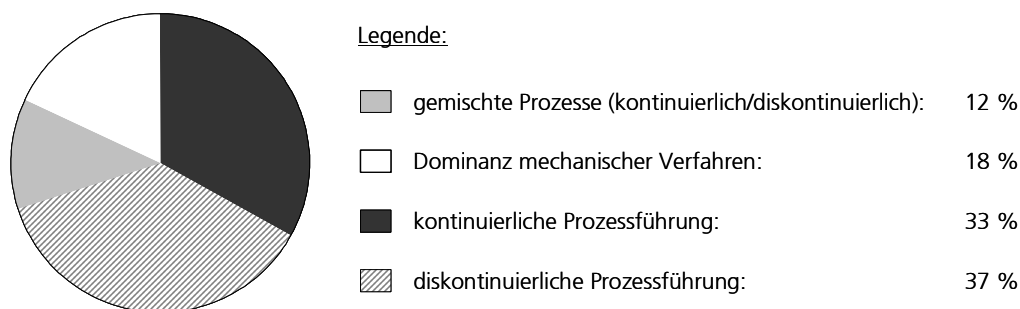 Legende:
gemischte Prozesse (kontinuierlich/diskontinuierlich): 12 %
Dominanz mechanischer Verfahren: 18 %
kontinuierliche Prozessführung: 33 %
diskontinuierliche Prozessführung: 37 %